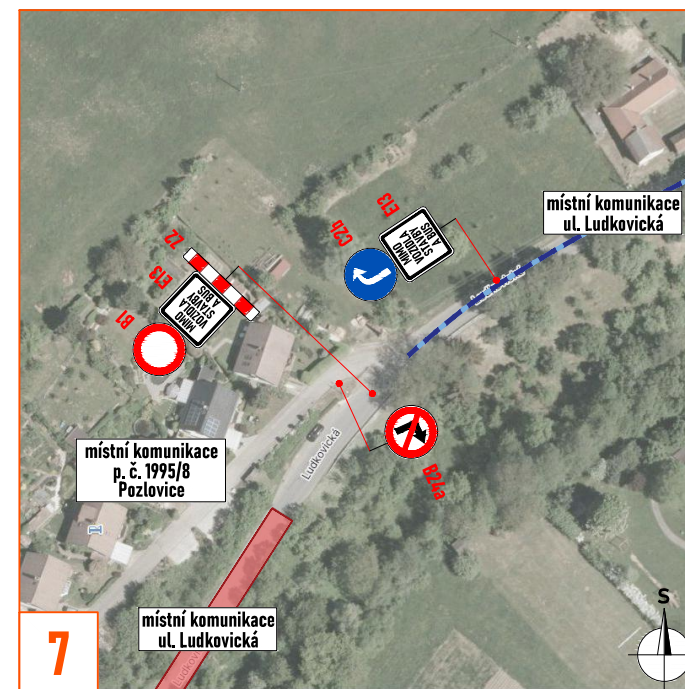 místní komunikace
ul. Ludkovická
E13
C2b
MIMO
VOZIDLA
STAVBY
A BUS
Z2
E13
B1
MIMO
VOZIDLA
STAVBY
A BUS
B24a
Ludkovická
místní komunikace
p. č. 1995/8
Pozlovice
místní komunikace
ul. Ludkovická
7
S